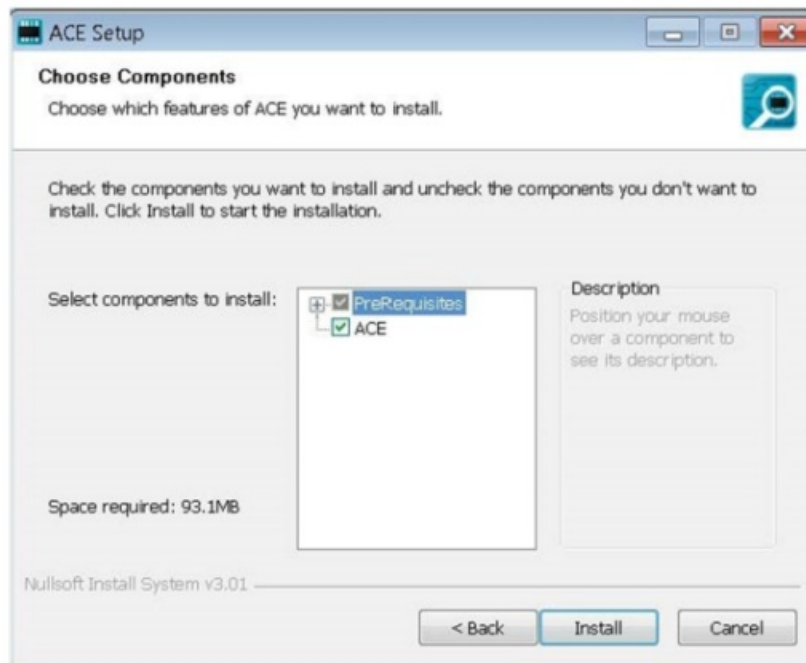 ACE Setup
Choose Components
Choose which features of ACE you want to install.
Check the components you want to install and uncheck the components you don't want to
install. Click Install to start the installation.
Select components to install:
PreRequisites
ACE
Description
Position your mouse
over a component to
see its description.
Space required: 93.1MB
Nullsoft Install System v3.01
< Back
Install
Cancel